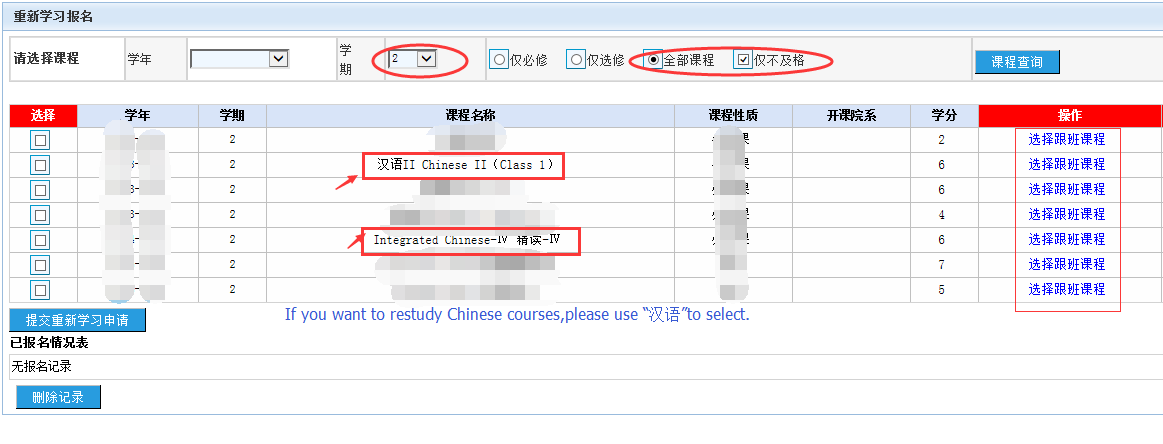 重新学习报名
请选择课程 学年 学期 2 仅必修 仅选修 全部课程 仅不及格 课程查询
选择 学年 学期 课程名称 课程性质 开课院系 学分 操作
2 2 选择跟班课程
2 汉语II Chinese II（Class 1） 6 选择跟班课程
2 6 选择跟班课程
2 4 选择跟班课程
2 Integrated Chinese-Ⅳ 精读-Ⅳ 6 选择跟班课程
2 7 选择跟班课程
2 5 选择跟班课程
提交重新学习申请 If you want to restudy Chinese courses,please use “汉语”to select.
已报名情况表
无报名记录
删除记录